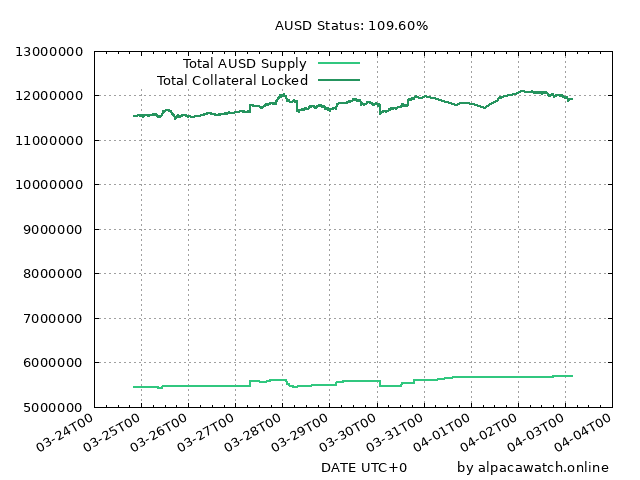 AUSD Status: 109.60%
13000000
Total AUSD Supply
Total Collateral Locked
12000000
11000000
10000000
9000000
8000000
7000000
6000000
5000000
03-24T00 03-25T00 03-26T00 03-27T00 03-28T00 03-29T00 03-30T00 03-31T00 04-01T00 04-02T00 04-03T00 04-04T00
DATE UTC+0 by alpacawatch.online